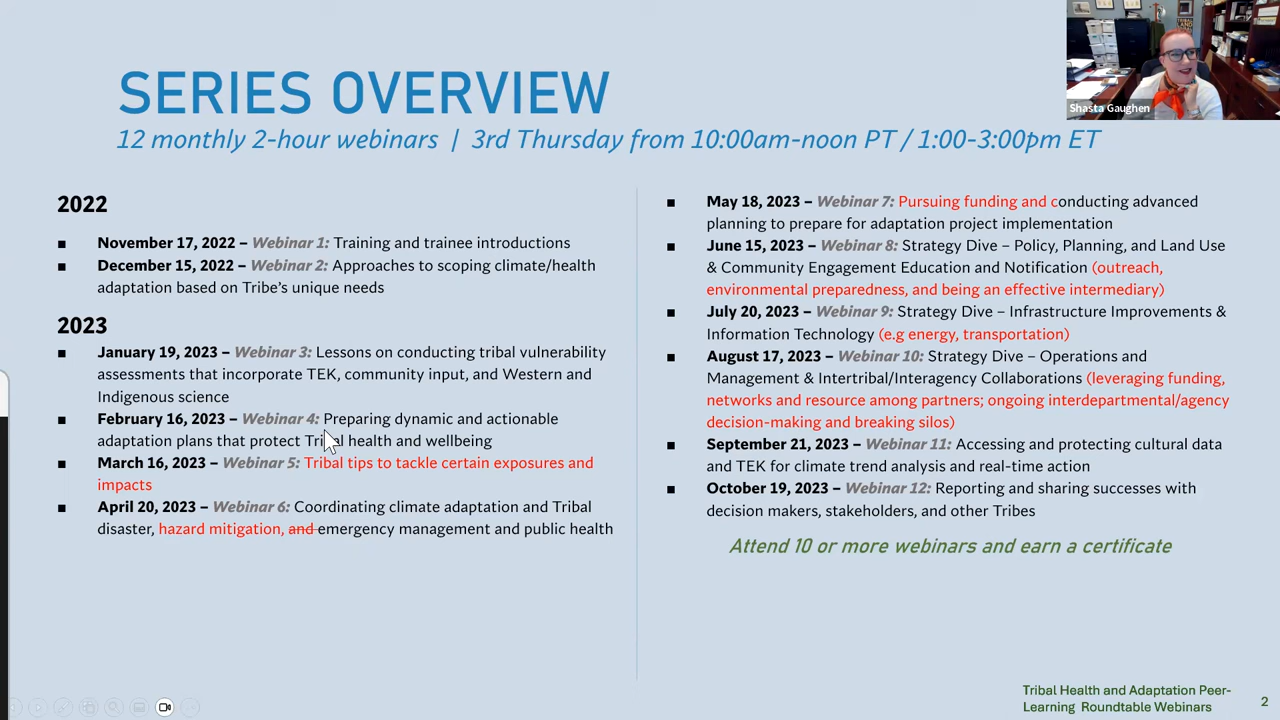 SERIES OVERVIEW
12 monthly 2-hour webinars | 3rd Thursday from 10:00am-noon PT / 1:00-3:00pm ET
Shasta Gaughen
2022
■ November 17, 2022 – Webinar 1: Training and trainee introductions
■ December 15, 2022 – Webinar 2: Approaches to scoping climate/health
adaptation based on Tribe’s unique needs
2023
■ January 19, 2023 – Webinar 3: Lessons on conducting tribal vulnerability
assessments that incorporate TEK, community input, and Western and
Indigenous science
■ February 16, 2023 – Webinar 4: Preparing dynamic and actionable
adaptation plans that protect Tribal health and wellbeing
■ March 16, 2023 – Webinar 5: Tribal tips to tackle certain exposures and
impacts
■ April 20, 2023 – Webinar 6: Coordinating climate adaptation and Tribal
disaster, hazard mitigation, and emergency management and public health
■ May 18, 2023 – Webinar 7: Pursuing funding and conducting advanced
planning to prepare for adaptation project implementation
■ June 15, 2023 – Webinar 8: Strategy Dive – Policy, Planning, and Land Use
& Community Engagement Education and Notification (outreach,
environmental preparedness, and being an effective intermediary)
■ July 20, 2023 – Webinar 9: Strategy Dive – Infrastructure Improvements &
Information Technology (e.g energy, transportation)
■ August 17, 2023 – Webinar 10: Strategy Dive – Operations and
Management & Intertribal/Interagency Collaborations (leveraging funding,
networks and resource among partners; ongoing interdepartmental/agency
decision-making and breaking silos)
■ September 21, 2023 – Webinar 11: Accessing and protecting cultural data
and TEK for climate trend analysis and real-time action
■ October 19, 2023 – Webinar 12: Reporting and sharing successes with
decision makers, stakeholders, and other Tribes
Attend 10 or more webinars and earn a certificate
Tribal Health and Adaptation Peer-
Learning Roundtable Webinars
2